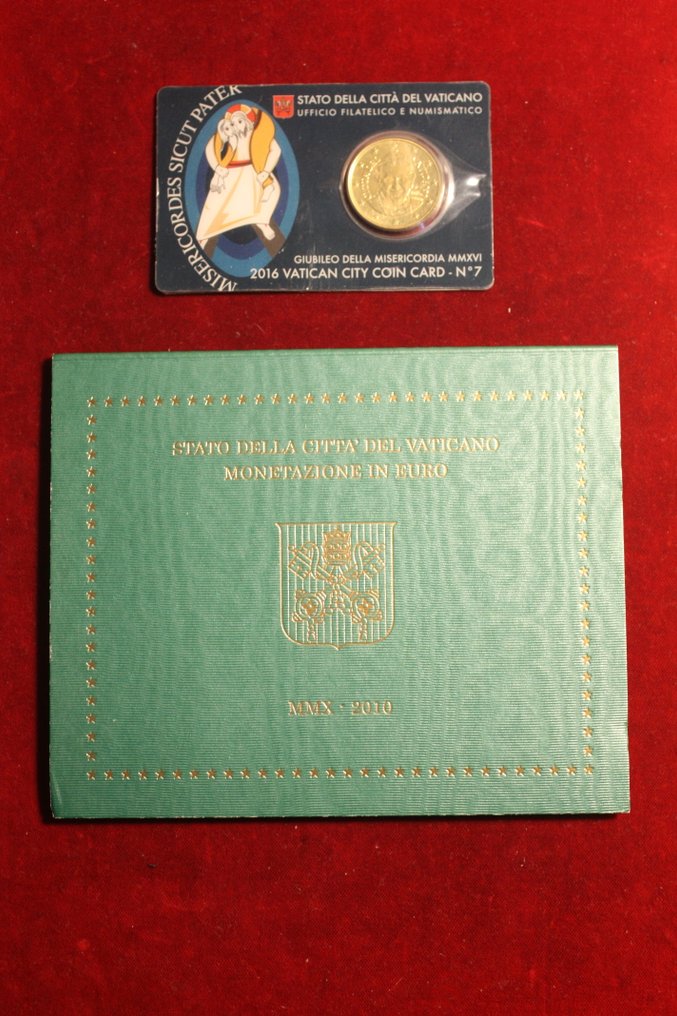 MISERICORDES SICUT PATER
STATO DELLA CITTÀ DEL VATICANO
UFFICIO FILATELICO E NUMISMATICO
GIUBILEO DELLA MISERICORDIA MMXVI
2016 VATICAN CITY COIN CARD - N°7
STATO DELLA CITTA' DEL VATICANO
MONETAZIONE IN EURO
MMX - 2010